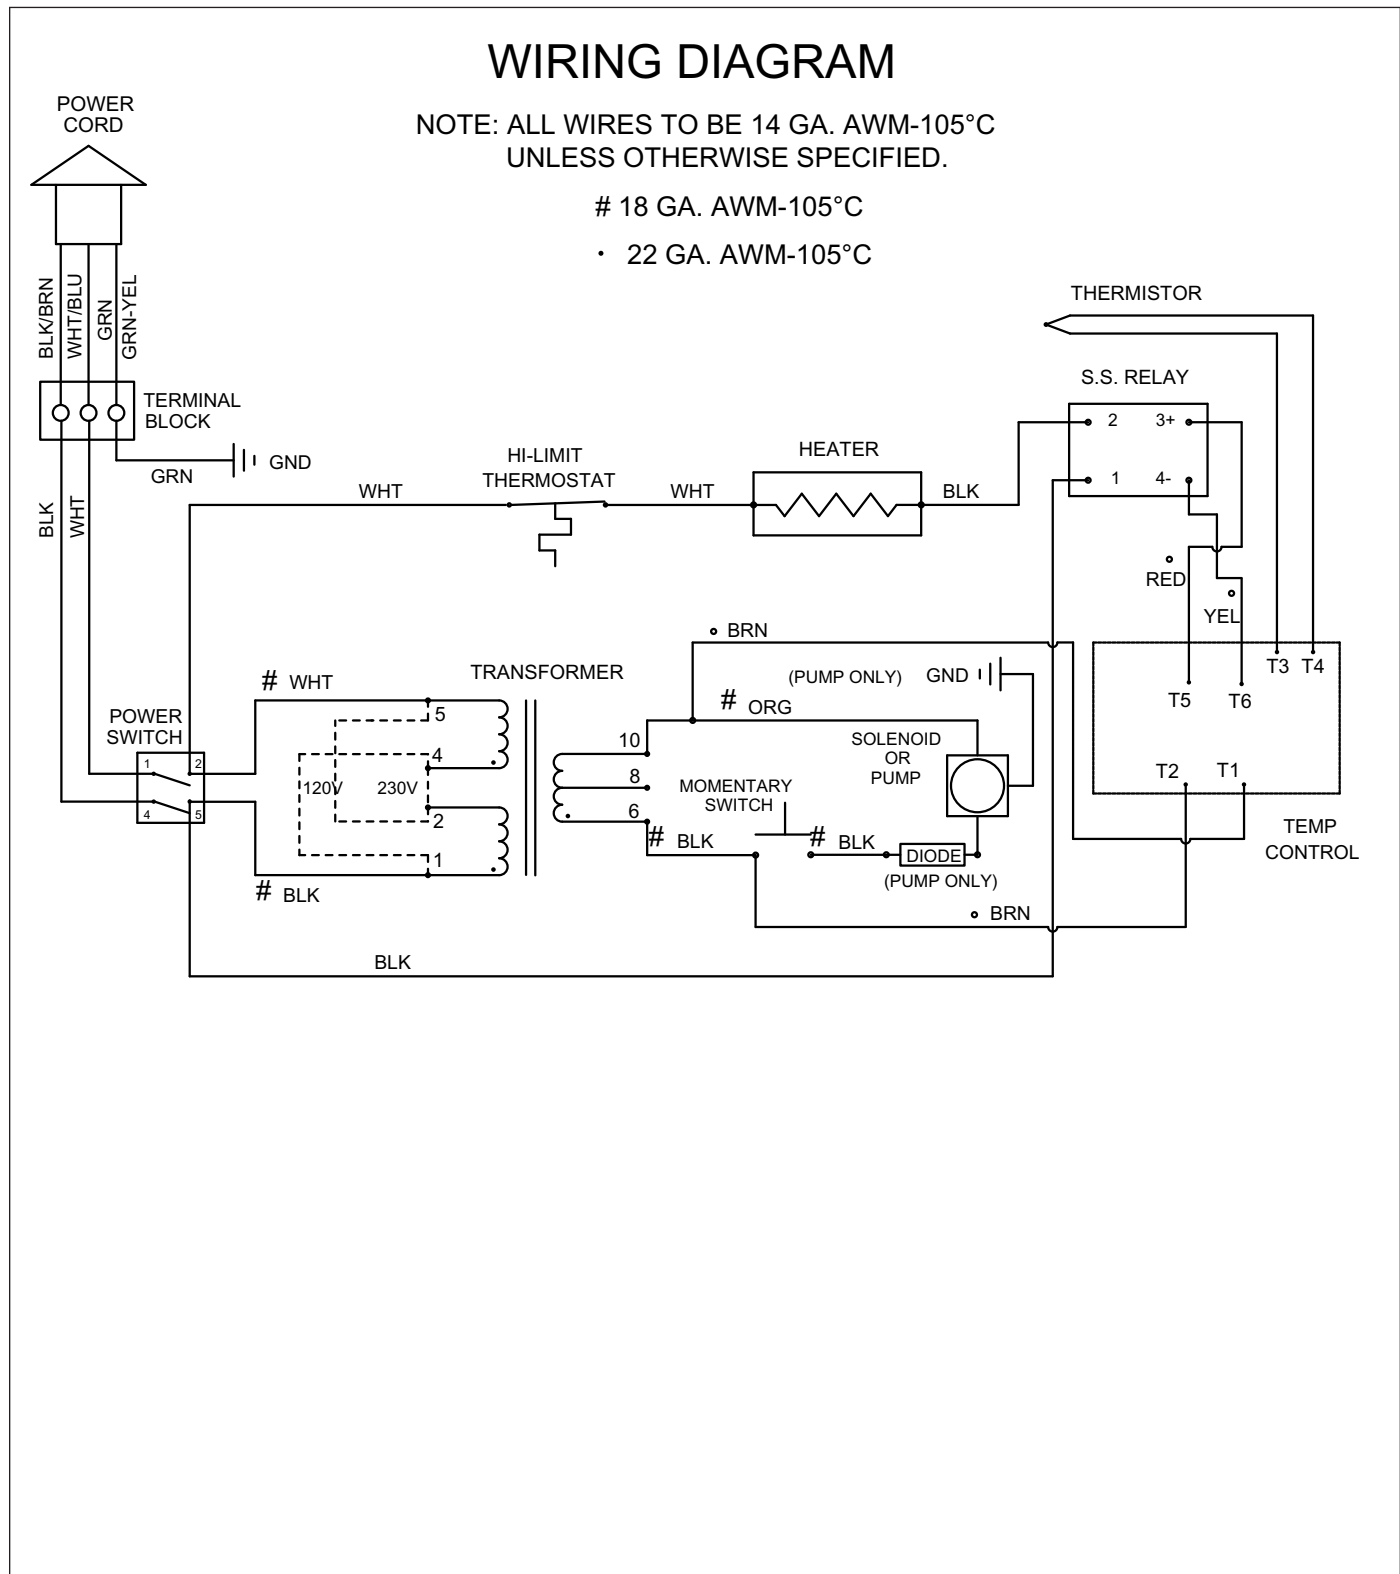 WIRING DIAGRAM
NOTE: ALL WIRES TO BE 14 GA. AWM-105°C
UNLESS OTHERWISE SPECIFIED.
# 18 GA. AWM-105°C
· 22 GA. AWM-105°C
POWER
CORD
BLK/BRN
WHT/BLU
GRN
GRN-YEL
TERMINAL
BLOCK
GRN
GND
BLK
WHT
THERMISTOR
S.S. RELAY
2
3+
1
4-
HI-LIMIT
THERMOSTAT
WHT
WHT
HEATER
BLK
RED
YEL
BRN
T3
T4
T5
T6
T2
T1
TEMP
CONTROL
# WHT
TRANSFORMER
POWER
SWITCH
1
2
4
5
5
4
120V
230V
2
1
# BLK
10
8
6
# ORG
(PUMP ONLY)
GND
SOLENOID
OR
PUMP
MOMENTARY
SWITCH
# BLK
# BLK
DIODE
(PUMP ONLY)
BRN
BLK